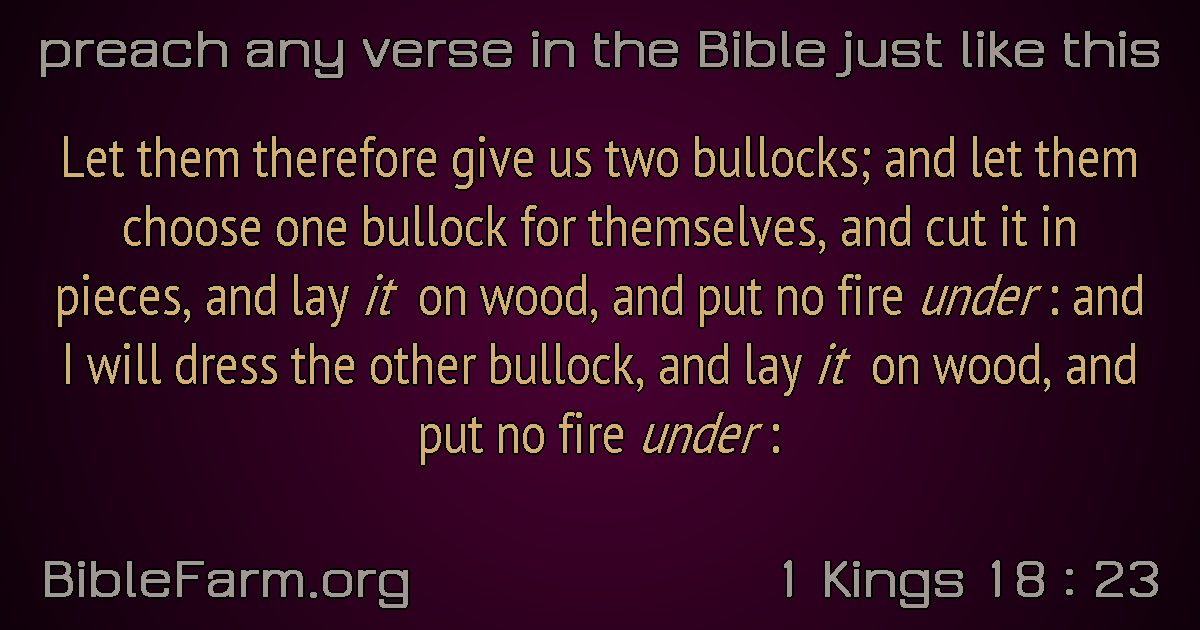 preach any verse in the Bible just like this
Let them therefore give us two bullocks; and let them
choose one bullock for themselves, and cut it in
pieces, and lay it on wood, and put no fire under : and
I will dress the other bullock, and lay it on wood, and
put no fire under :
BibleFarm.org
1 Kings 18 : 23